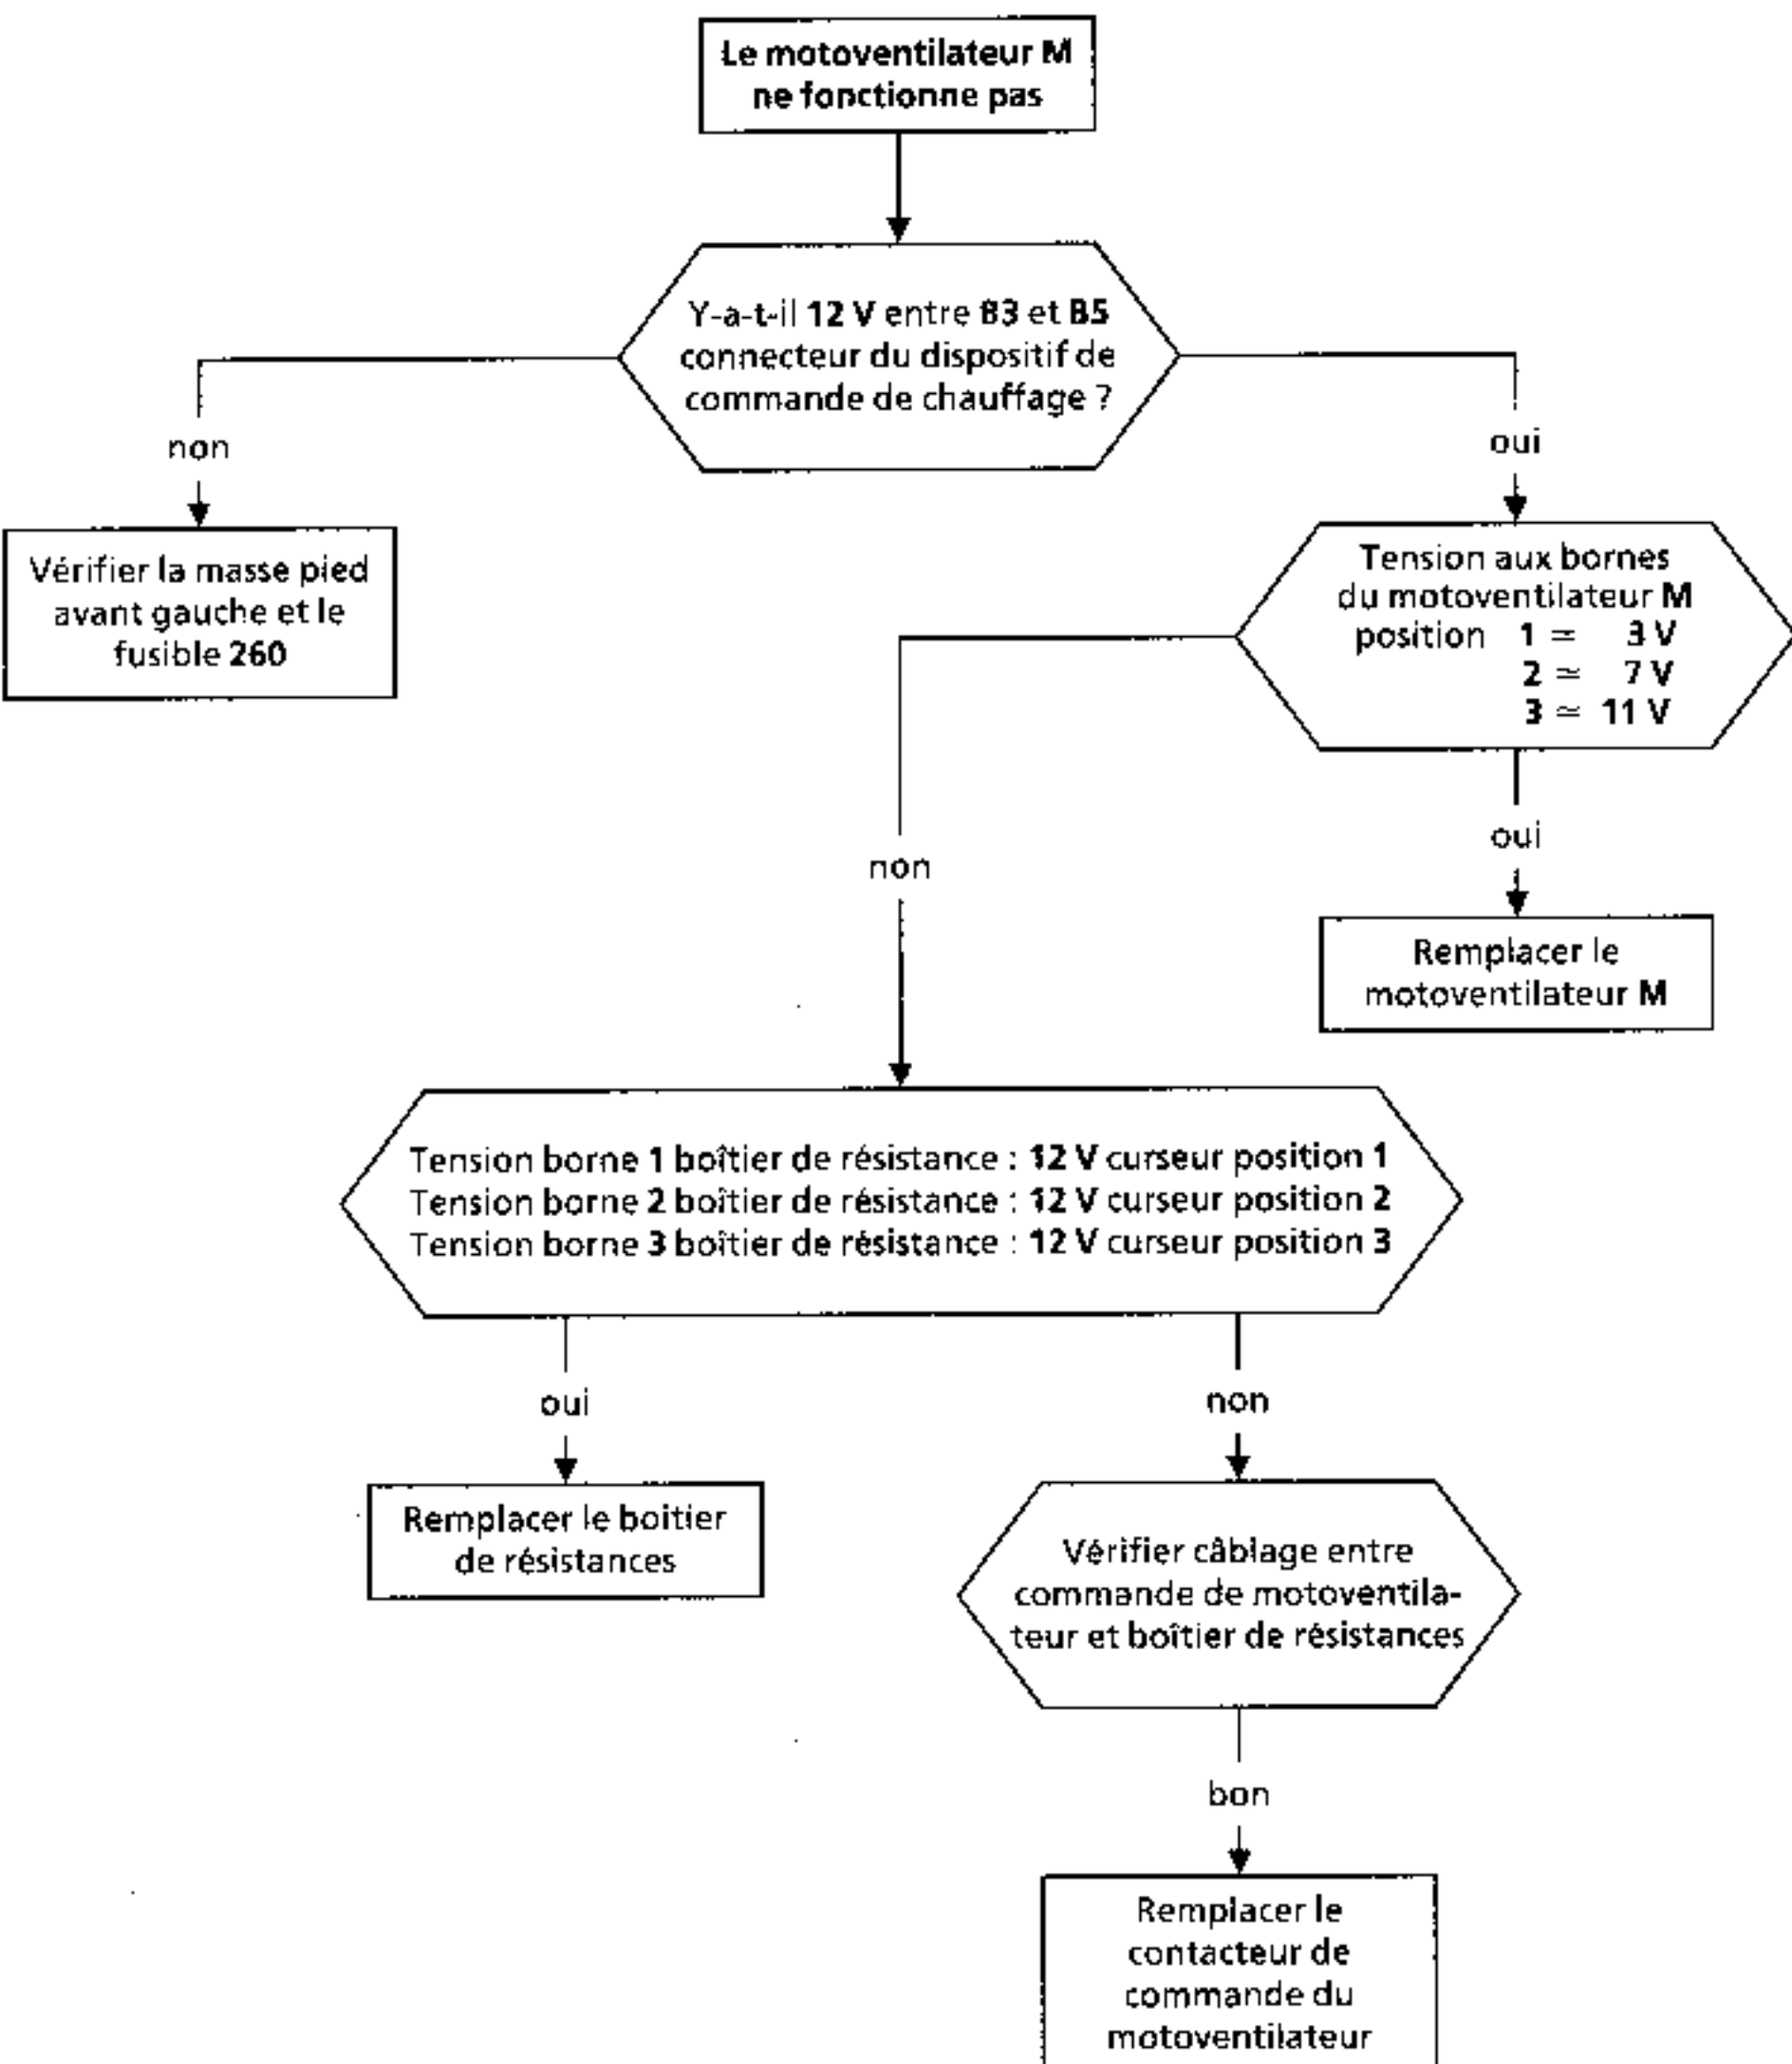 Le motoventilateur M
ne fonctionne pas
Y-a-t-il 12 V entre B3 et B5
connecteur du dispositif de
commande de chauffage ?
non
oui
Vérifier la masse pied
avant gauche et le
fusible 260
Tension aux bornes
du motoventilateur M
position 1 ≃ 3 V
2 ≃ 7 V
3 ≃ 11 V
non
oui
Remplacer le
motoventilateur M
Tension borne 1 boîtier de résistance : 12 V curseur position 1
Tension borne 2 boîtier de résistance : 12 V curseur position 2
Tension borne 3 boîtier de résistance : 12 V curseur position 3
oui
non
Remplacer le boitier
de résistances
Vérifier câblage entre
commande de motoventila-
teur et boîtier de résistances
bon
Remplacer le
contacteur de
commande du
motoventilateur